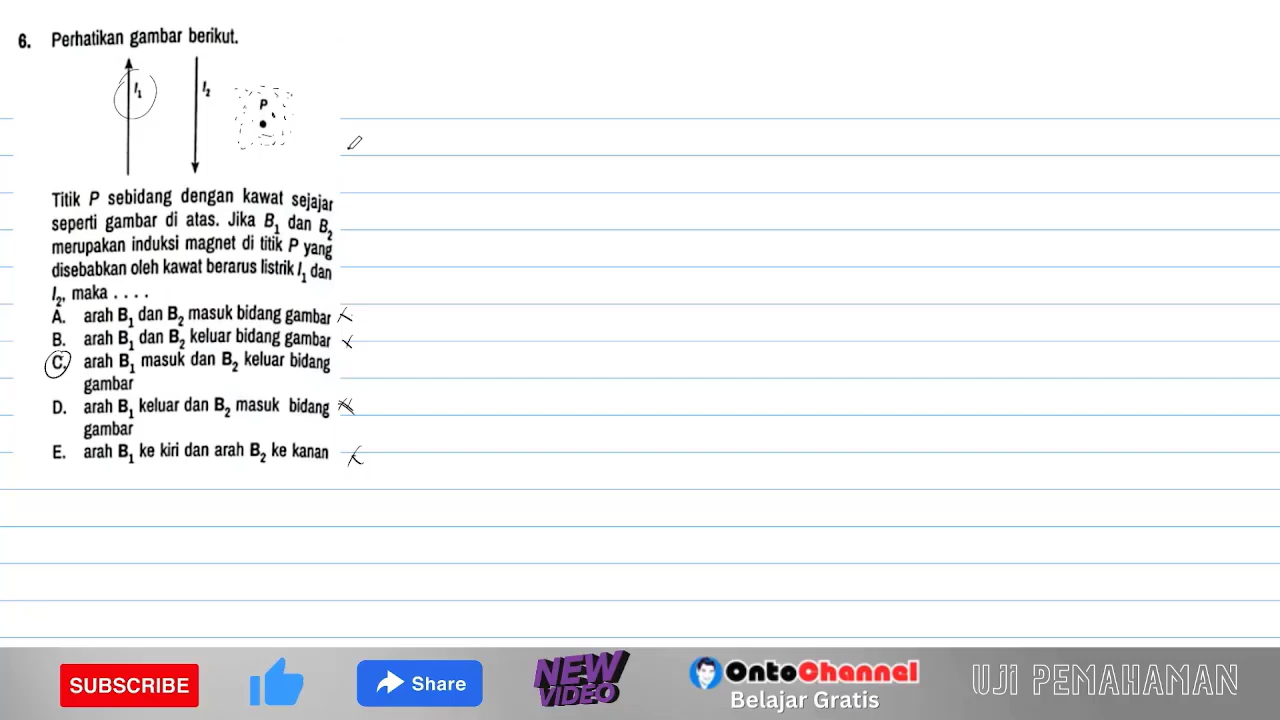 6. Perhatikan gambar berikut.
I₁
I₂
P
Titik P sebidang dengan kawat sejajar
seperti gambar di atas. Jika B₁ dan B₂
merupakan induksi magnet di titik P yang
disebabkan oleh kawat berarus listrik I₁ dan
I₂, maka . . . .
A. arah B₁ dan B₂ masuk bidang gambar
B. arah B₁ dan B₂ keluar bidang gambar
C. arah B₁ masuk dan B₂ keluar bidang
gambar
D. arah B₁ keluar dan B₂ masuk bidang
gambar
E. arah B₁ ke kiri dan arah B₂ ke kanan
SUBSCRIBE
Share
NEW
VIDEO
OntoChannel
Belajar Gratis
UJI PEMAHAMAN